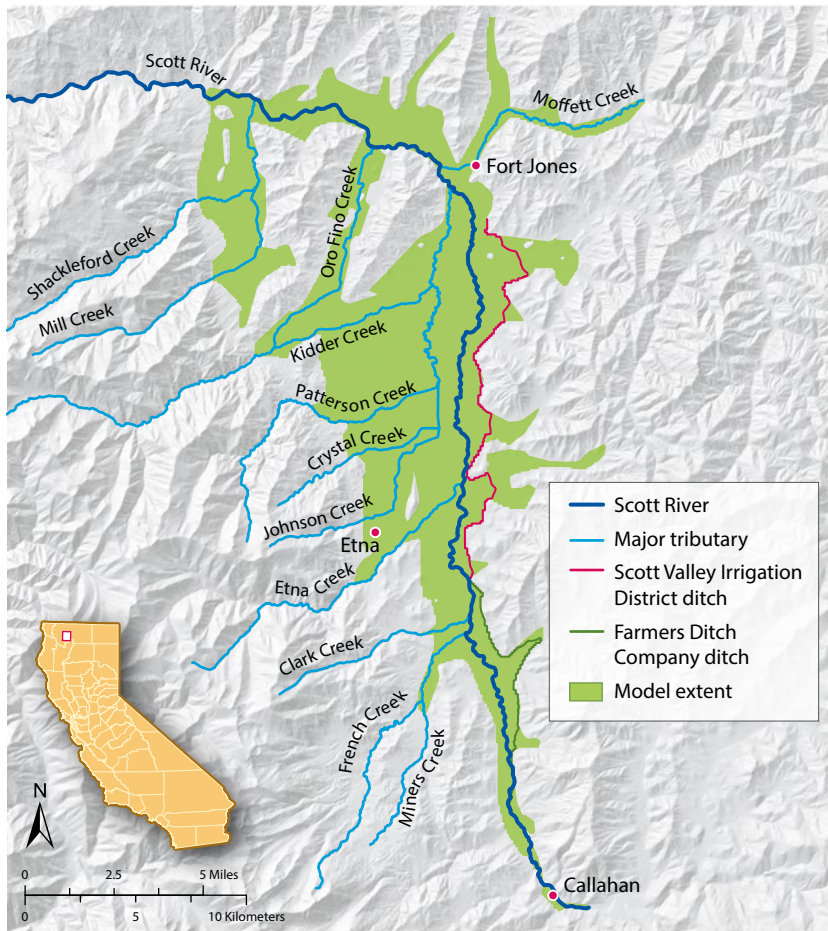 Scott River
Moffett Creek
Fort Jones
Oro Fino Creek
Shackleford Creek
Mill Creek
Kidder Creek
Patterson Creek
Crystal Creek
Johnson Creek
Etna
Etna Creek
Clark Creek
French Creek
Miners Creek
Callahan
Scott River
Major tributary
Scott Valley Irrigation
District ditch
Farmers Ditch
Company ditch
Model extent
N
0 2.5 5 Miles
0 5 10 Kilometers